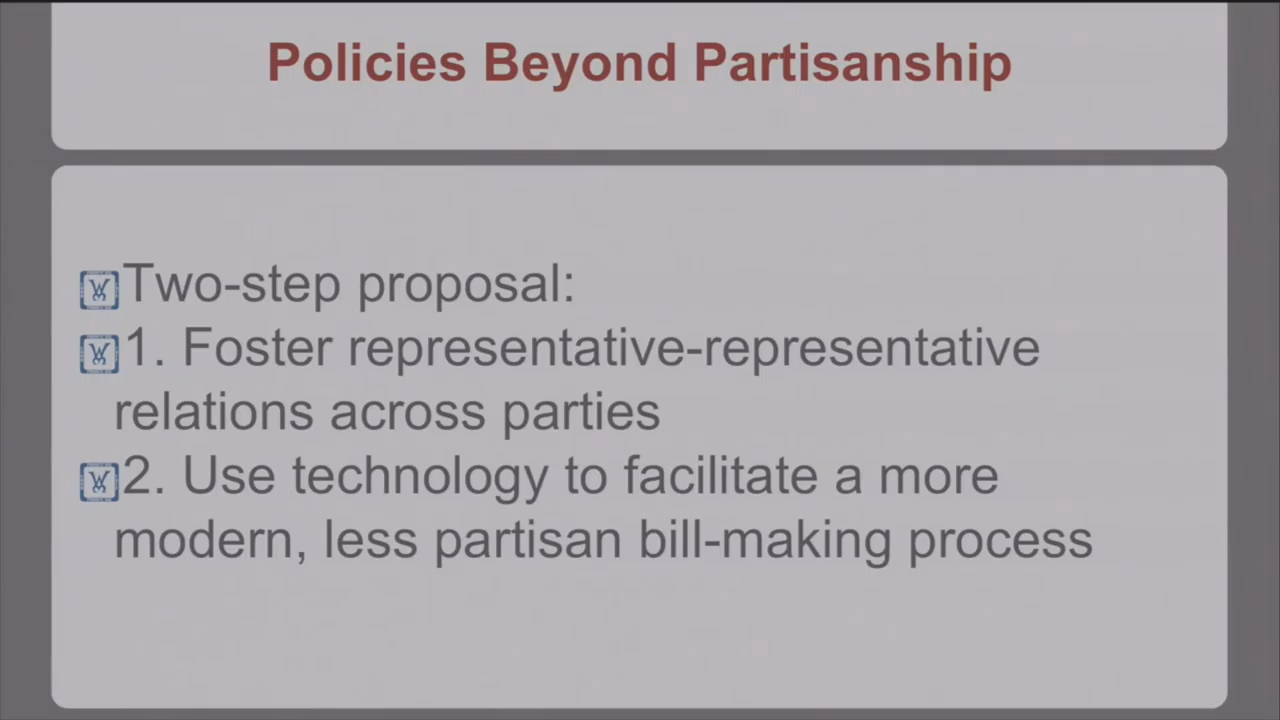 Policies Beyond Partisanship
Two-step proposal:
1. Foster representative-representative
relations across parties
2. Use technology to facilitate a more
modern, less partisan bill-making process